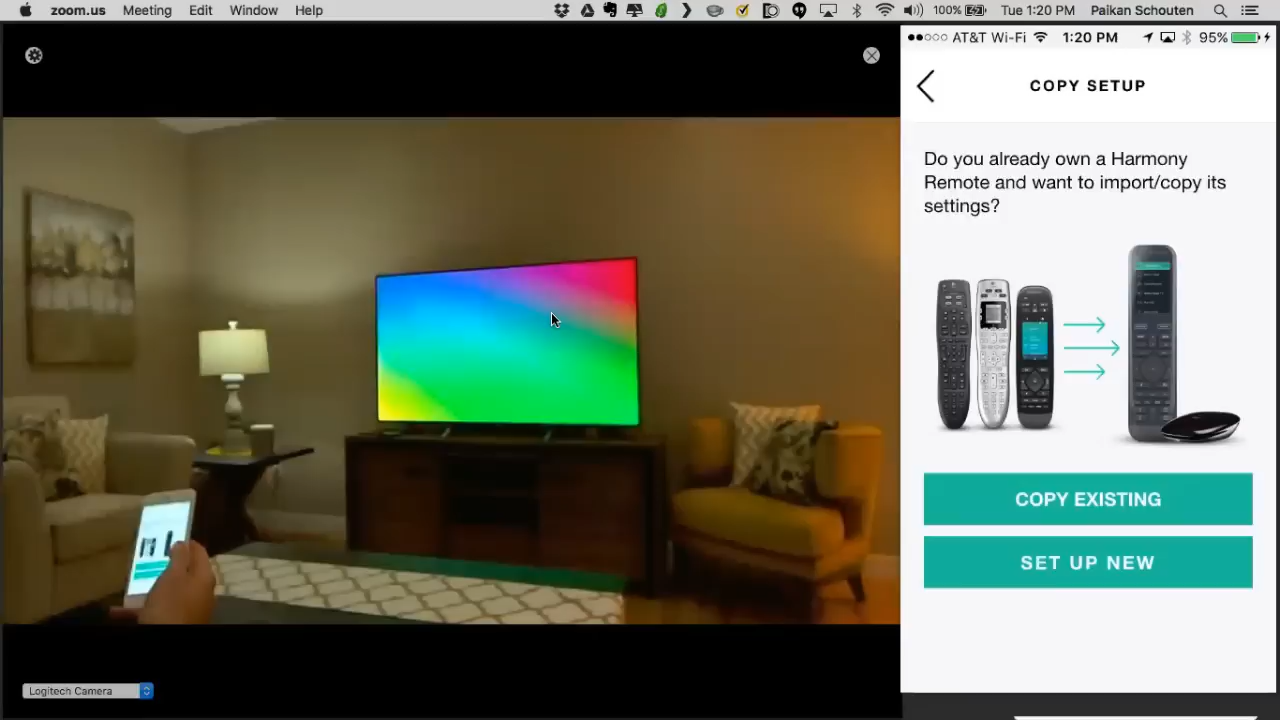 zoom.us Meeting Edit Window Help 100% Tue 1:20 PM Paikan Schouten
AT&T Wi-Fi 1:20 PM 95%
COPY SETUP
Do you already own a Harmony
Remote and want to import/copy its
settings?
COPY EXISTING
SET UP NEW
Logitech Camera